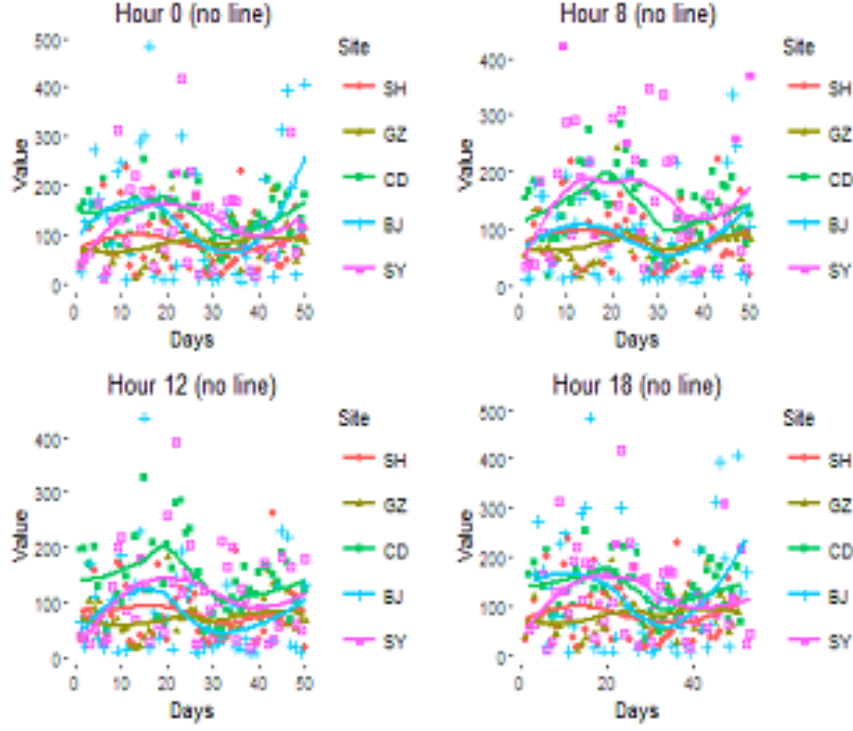 Hour 0 (no line)
Value
500
400
300
200
100
0
0 10 20 30 40 50
Days
Site
SH
GZ
CD
BJ
SY
Hour 8 (no line)
Value
400
300
200
100
0
0 10 20 30 40 50
Days
Site
SH
GZ
CD
BJ
SY
Hour 12 (no line)
Value
400
300
200
100
0
0 10 20 30 40 50
Days
Site
SH
GZ
CD
BJ
SY
Hour 18 (no line)
Value
500
400
300
200
100
0
0 20 40
Days
Site
SH
GZ
CD
BJ
SY